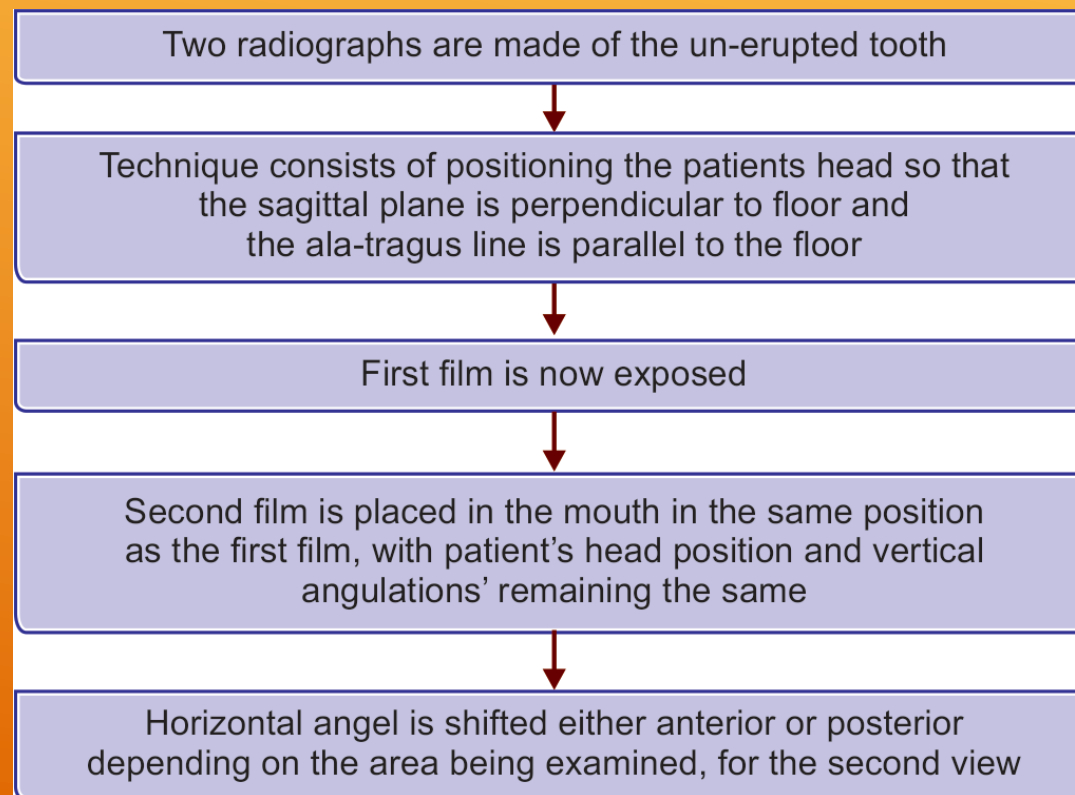 Two radiographs are made of the un-erupted tooth
Technique consists of positioning the patients head so that
the sagittal plane is perpendicular to floor and
the ala-tragus line is parallel to the floor
First film is now exposed
Second film is placed in the mouth in the same position
as the first film, with patient’s head position and vertical
angulations’ remaining the same
Horizontal angel is shifted either anterior or posterior
depending on the area being examined, for the second view